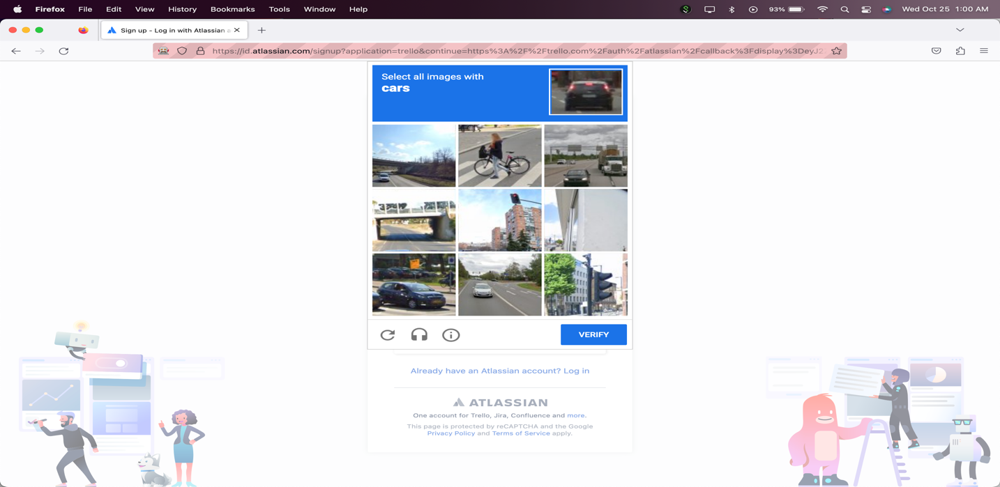 Firefox File Edit View History Bookmarks Tools Window Help 93% Wed Oct 25 1:00 AM
Sign up - Log in with Atlassian a
https://id.atlassian.com/signup?application=trello&continue=https%3A%2F%2Ftrello.com%2Fauth%2Fatlassian%2Fcallback%3Fdisplay%3DeyJ2
Select all images with
cars
VERIFY
Already have an Atlassian account? Log in
ATLASSIAN
One account for Trello, Jira, Confluence and more.
This page is protected by reCAPTCHA and the Google
Privacy Policy and Terms of Service apply.